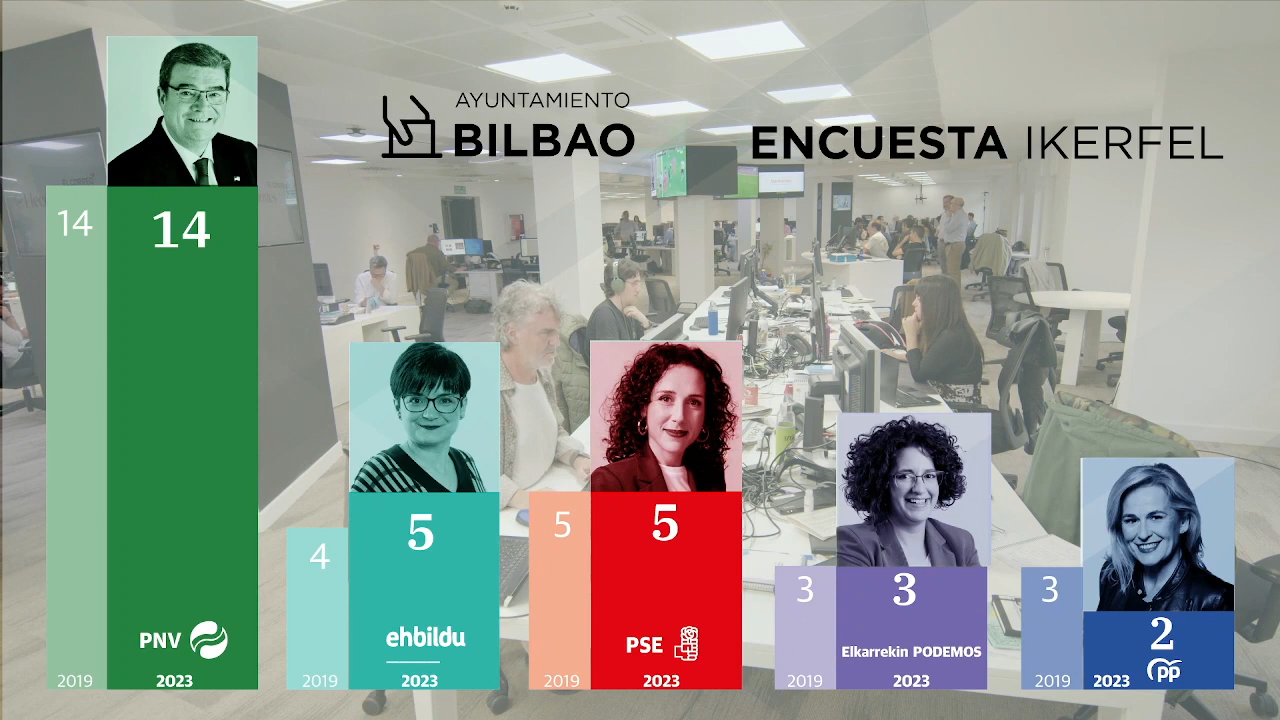 AYUNTAMIENTO
BILBAO
ENCUESTA IKERFEL
14
14
PNV
2019
2023
4
5
ehbildu
2019
2023
5
5
PSE
2019
2023
3
3
Elkarrekin PODEMOS
2019
2023
3
2
pp
2019
2023